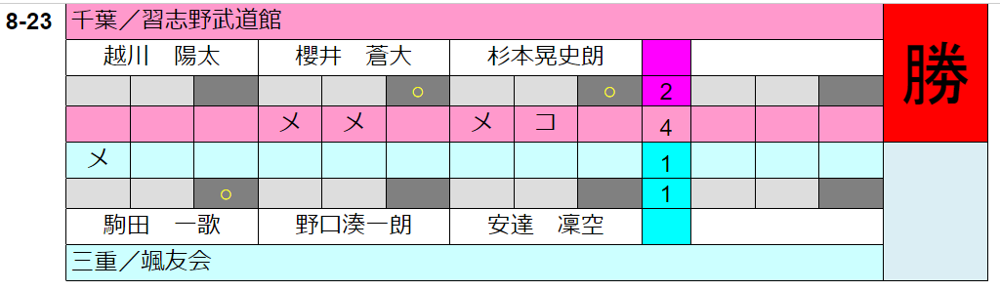 8-23
千葉／習志野武道館
勝
越川　陽太
櫻井　蒼大
杉本晃史朗
○ ○ 2
メ メ メ コ 4
メ 1
○ 1
駒田　一歌
野口湊一朗
安達　凜空
三重／颯友会